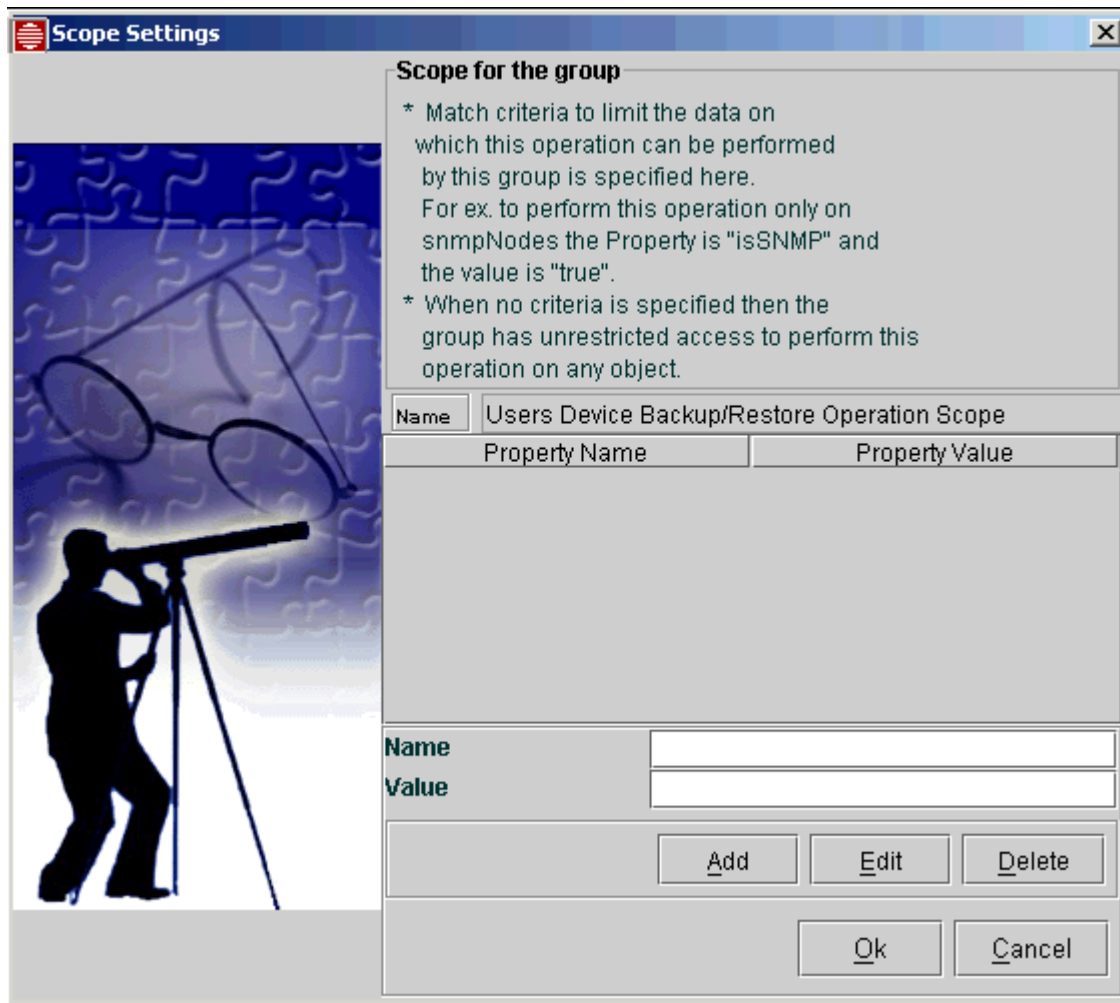 Scope Settings
Scope for the group
* Match criteria to limit the data on
which this operation can be performed
by this group is specified here.
For ex. to perform this operation only on
snmpNodes the Property is "isSNMP" and
the value is "true".
* When no criteria is specified then the
group has unrestricted access to perform this
operation on any object.
Name Users Device Backup/Restore Operation Scope
Property Name Property Value
Name
Value
Add Edit Delete
Ok Cancel